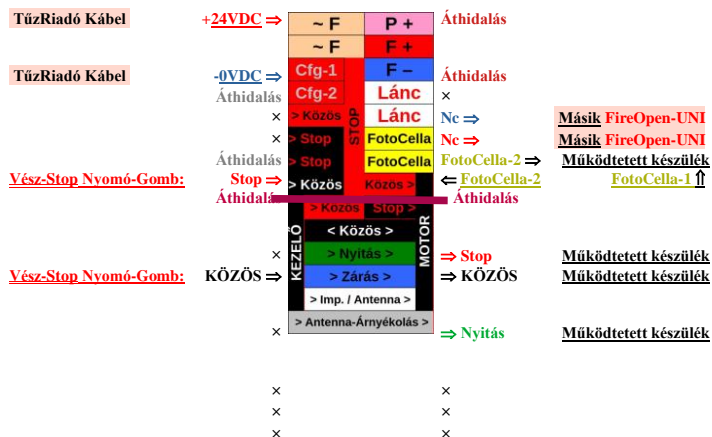 TűzRiadó Kábel +24VDC ⇒ ~ F P + Áthidalás
~ F F +
TűzRiadó Kábel -0VDC ⇒ Cfg-1 F – Áthidalás
Áthidalás Cfg-2 Lánc ×
× > Közös STOP Lánc Nc ⇒ Másik FireOpen-UNI
× > Stop FotoCella Nc ⇒ Másik FireOpen-UNI
Áthidalás > Stop FotoCella FotoCella-2 ⇒ Működtetett készülék
Vész-Stop Nyomó-Gomb: Stop ⇒ > Közös Közös > ⇐ FotoCella-2 FotoCella-1 ⇑
Áthidalás Áthidalás
> Közös Stop >
KEZELŐ < Közös > MOTOR
× > Nyitás > ⇒ Stop Működtetett készülék
Vész-Stop Nyomó-Gomb: KÖZÖS ⇒ > Zárás > ⇒ KÖZÖS Működtetett készülék
> Imp. / Antenna >
> Antenna-Árnyékolás >
× ⇒ Nyitás Működtetett készülék
× ×
× ×
× ×